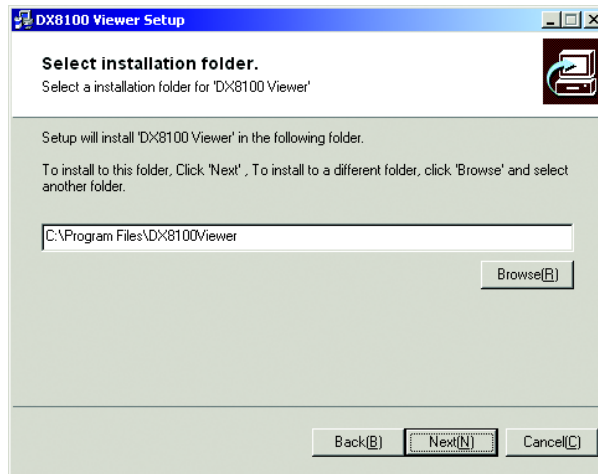 DX8100 Viewer Setup
Select installation folder.
Select a installation folder for 'DX8100 Viewer'
Setup will install 'DX8100 Viewer' in the following folder.
To install to this folder, Click 'Next' , To install to a different folder, click 'Browse' and select
another folder.
C:\Program Files\DX8100Viewer
Browse(R)
Back(B)
Next(N)
Cancel(C)